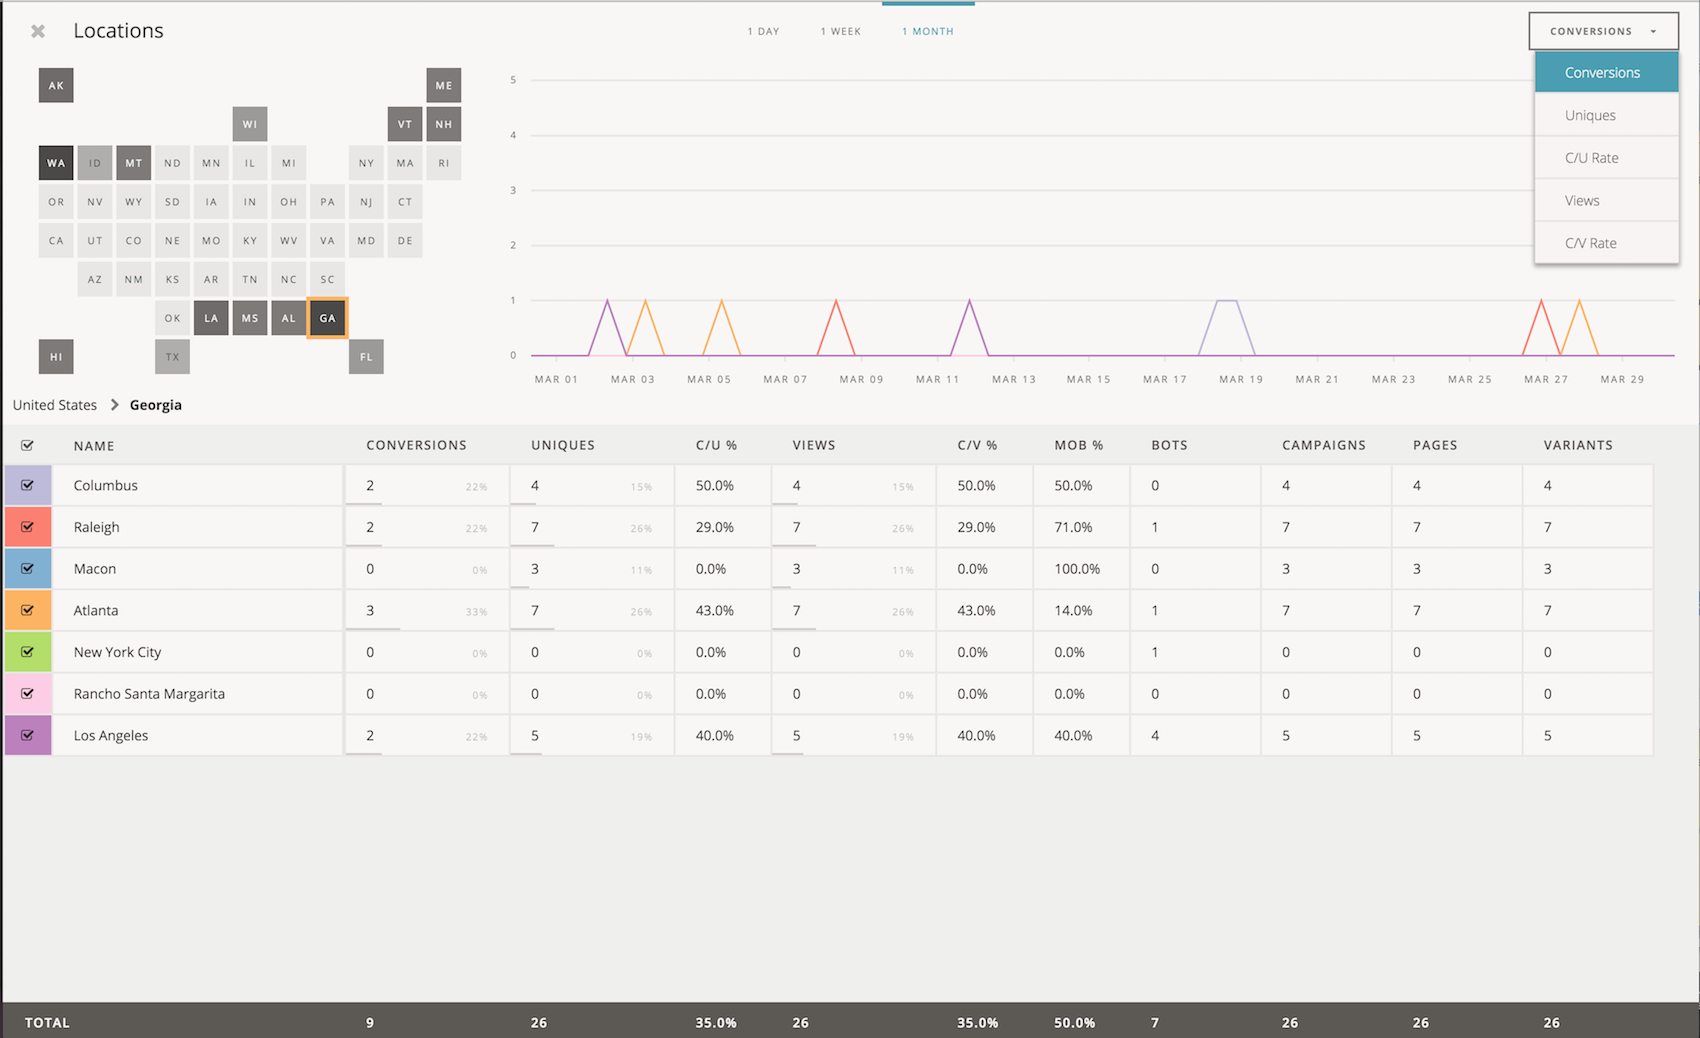 Locations
1 DAY 1 WEEK 1 MONTH
CONVERSIONS
Conversions
Uniques
C/U Rate
Views
C/V Rate
AK ME
WI VT NH
WA ID MT ND MN IL MI NY MA RI
OR NV WY SD IA IN OH PA NJ CT
CA UT CO NE MO KY WV VA MD DE
AZ NM KS AR TN NC SC
OK LA MS AL GA
HI TX FL
5
4
3
2
1
0
MAR 01 MAR 03 MAR 05 MAR 07 MAR 09 MAR 11 MAR 13 MAR 15 MAR 17 MAR 19 MAR 21 MAR 23 MAR 25 MAR 27 MAR 29
United States Georgia
NAME CONVERSIONS UNIQUES C/U % VIEWS C/V % MOB % BOTS CAMPAIGNS PAGES VARIANTS
Columbus 2 22% 4 15% 50.0% 4 15% 50.0% 50.0% 0 4 4 4
Raleigh 2 22% 7 26% 29.0% 7 26% 29.0% 71.0% 1 7 7 7
Macon 0 0% 3 11% 0.0% 3 11% 0.0% 100.0% 0 3 3 3
Atlanta 3 33% 7 26% 43.0% 7 26% 43.0% 14.0% 1 7 7 7
New York City 0 0% 0 0% 0.0% 0 0% 0.0% 0.0% 1 0 0 0
Rancho Santa Margarita 0 0% 0 0% 0.0% 0 0% 0.0% 0.0% 0 0 0 0
Los Angeles 2 22% 5 19% 40.0% 5 19% 40.0% 40.0% 4 5 5 5
TOTAL 9 26 35.0% 26 35.0% 50.0% 7 26 26 26